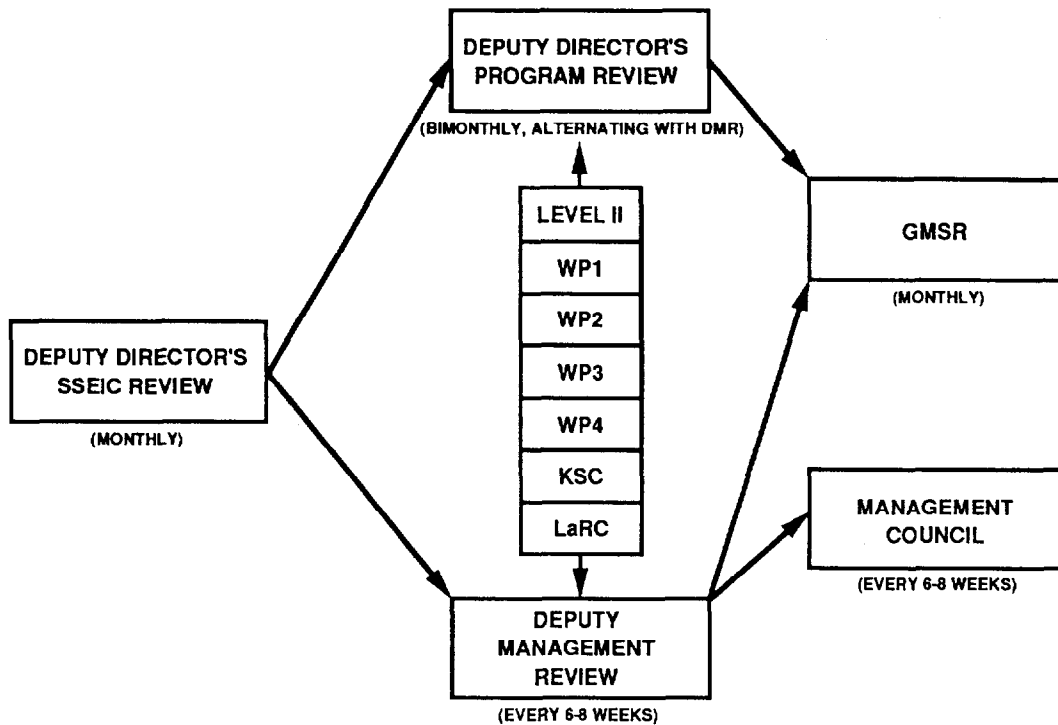 DEPUTY DIRECTOR'S
PROGRAM REVIEW
(BIMONTHLY, ALTERNATING WITH DMR)
LEVEL II
WP1
WP2
WP3
WP4
KSC
LaRC
DEPUTY DIRECTOR'S
SSEIC REVIEW
(MONTHLY)
GMSR
(MONTHLY)
MANAGEMENT
COUNCIL
(EVERY 6-8 WEEKS)
DEPUTY
MANAGEMENT
REVIEW
(EVERY 6-8 WEEKS)